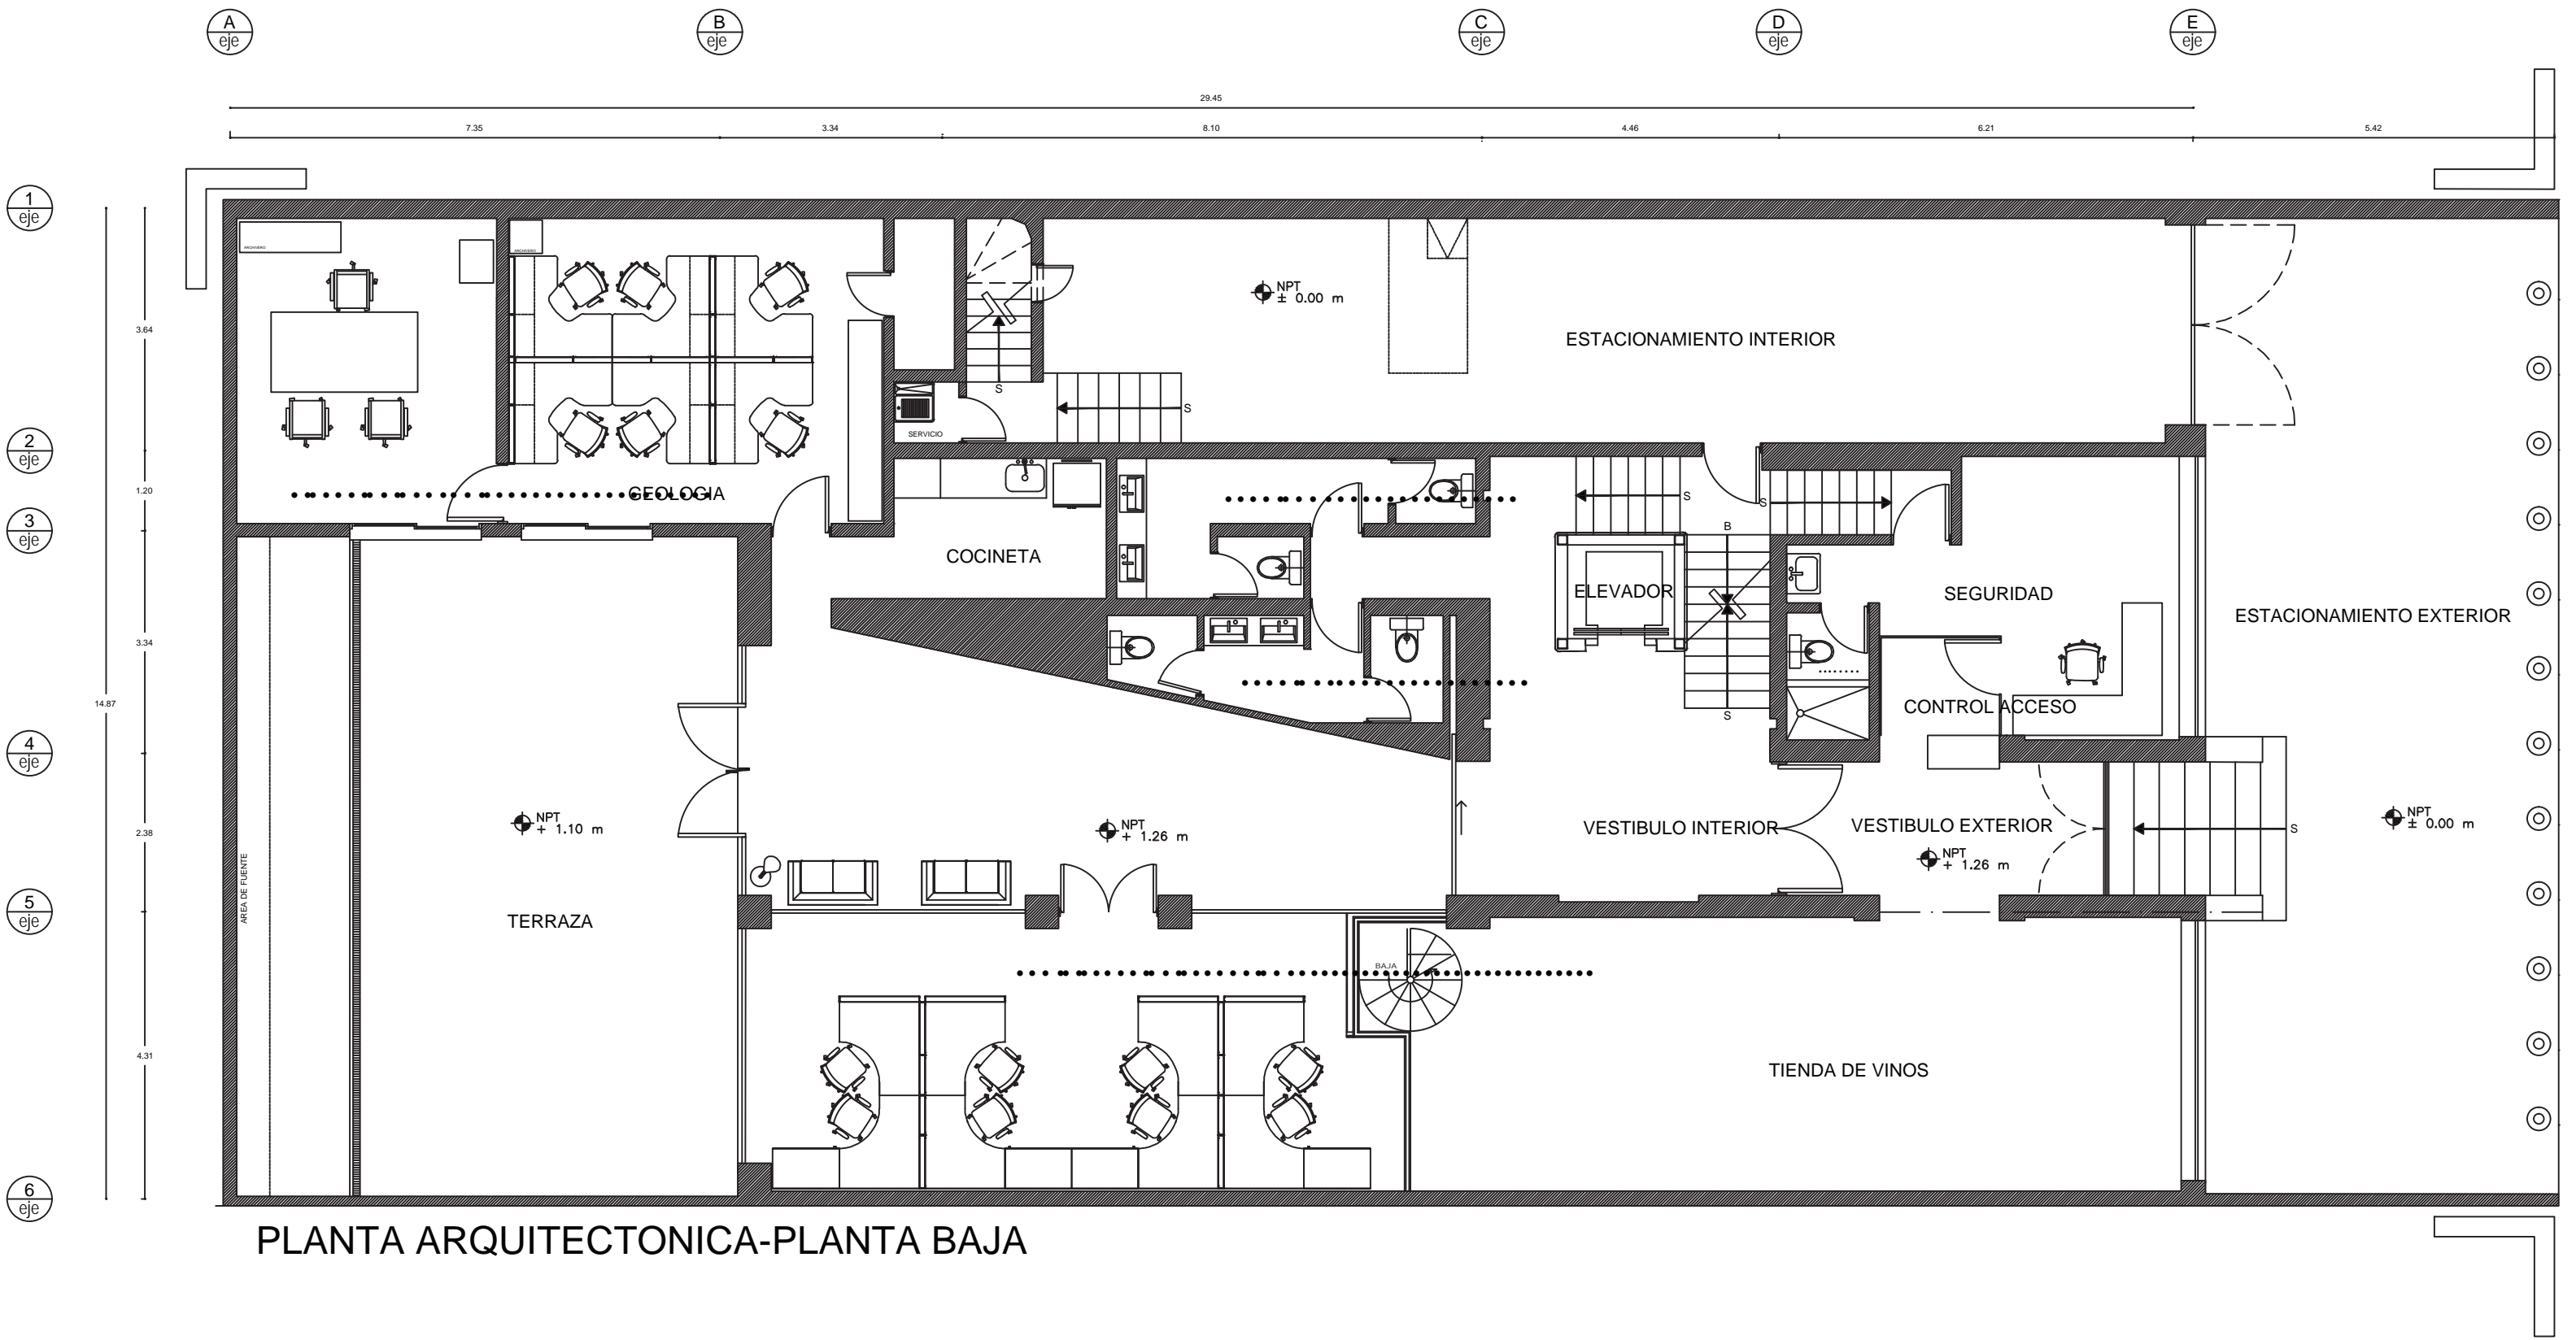 A
eje
B
eje
C
eje
D
eje
E
eje
29.45
7.35
3.34
8.10
4.46
6.21
5.42
1
eje
2
eje
3
eje
4
eje
5
eje
6
eje
3.64
1.20
3.34
14.87
2.38
4.31
ARCHIVERO
ARCHIVERO
NPT
± 0.00 m
ESTACIONAMIENTO INTERIOR
S
S
SERVICIO
GEOLOGIA
S
S
B
COCINETA
ELEVADOR
SEGURIDAD
ESTACIONAMIENTO EXTERIOR
CONTROL ACCESO
S
NPT
+ 1.10 m
NPT
+ 1.26 m
VESTIBULO INTERIOR
VESTIBULO EXTERIOR
NPT
+ 1.26 m
S
NPT
± 0.00 m
AREA DE FUENTE
TERRAZA
BAJA
TIENDA DE VINOS
PLANTA ARQUITECTONICA-PLANTA BAJA